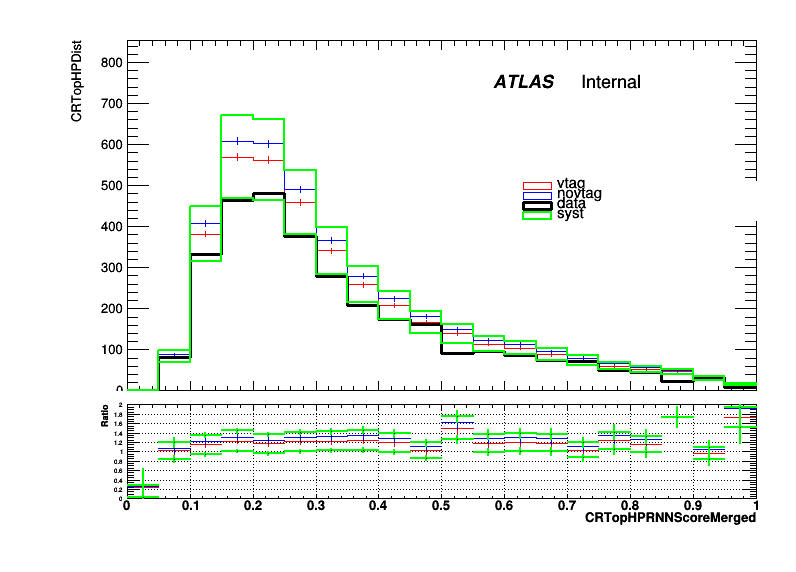 CRTopHPDist
800
700
600
500
400
300
200
100
0
ATLAS Internal
vtag
novtag
data
syst
Ratio
2
1.8
1.6
1.4
1.2
1
0.8
0.6
0.4
0.2
0
0 0.1 0.2 0.3 0.4 0.5 0.6 0.7 0.8 0.9 1
CRTopHPRNNScoreMerged